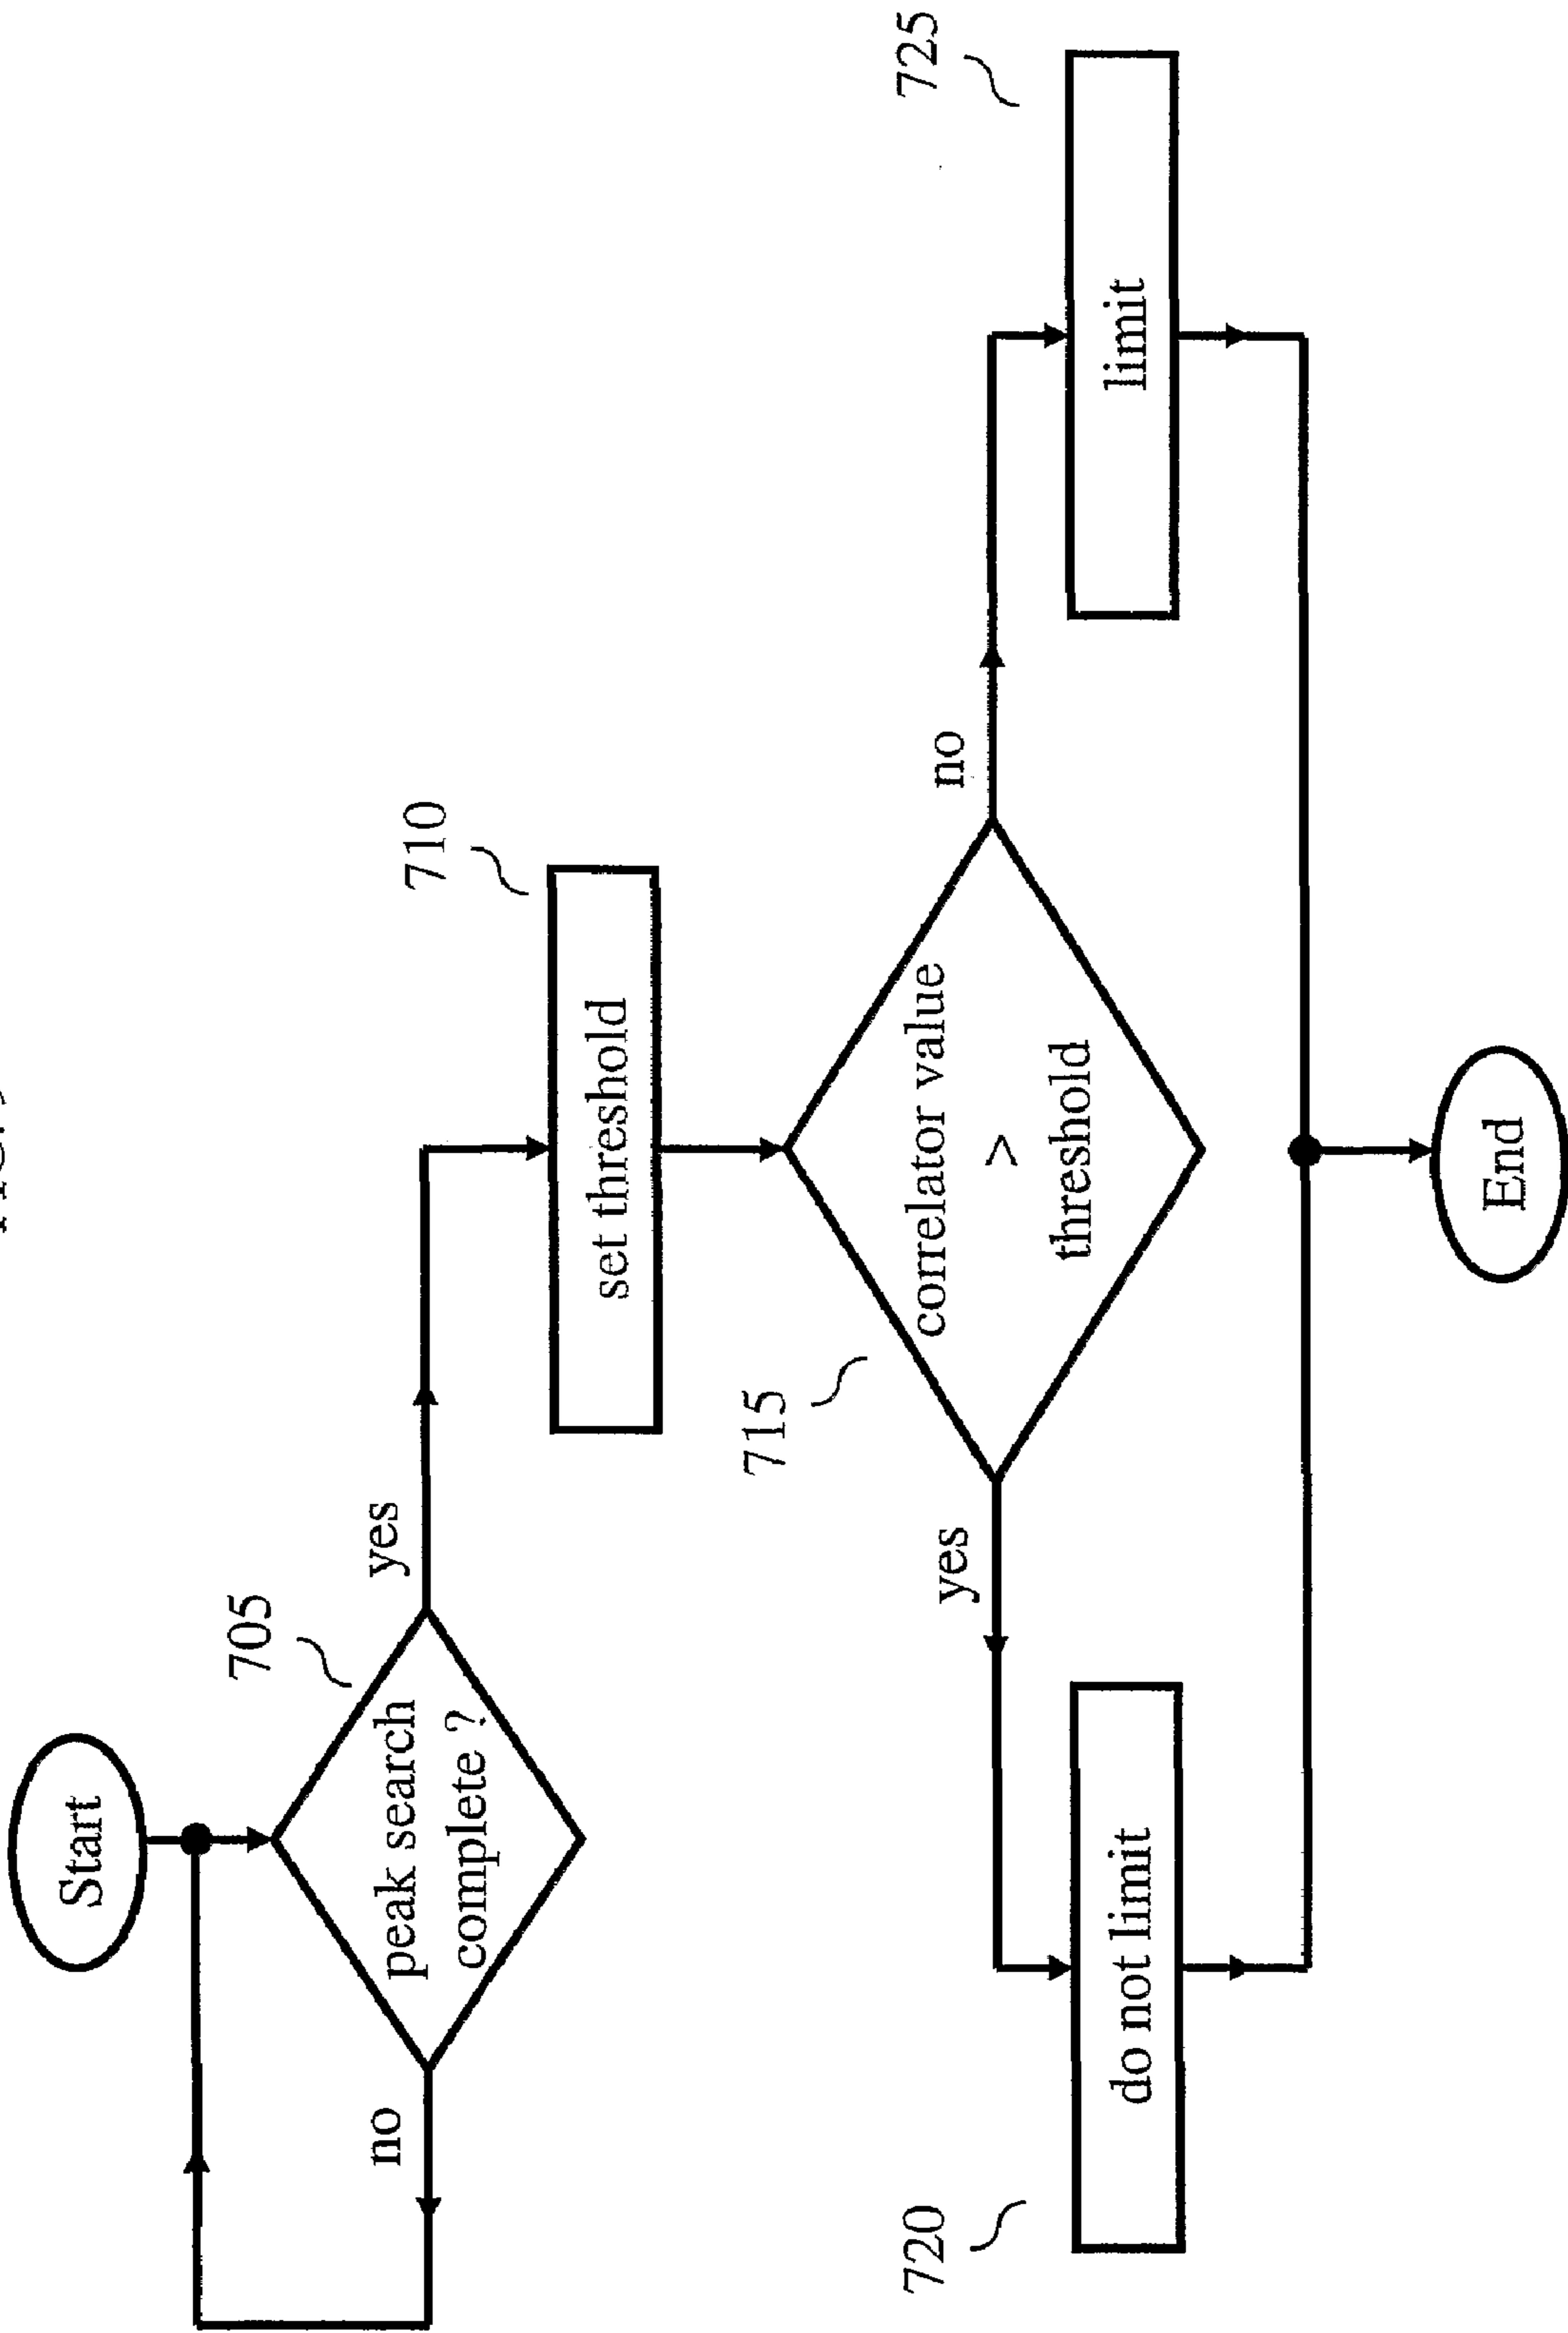 Start
705
peak search
complete ?
yes
no
710
set threshold
715
correlator value
>
threshold
yes
no
720
do not limit
725
limit
End